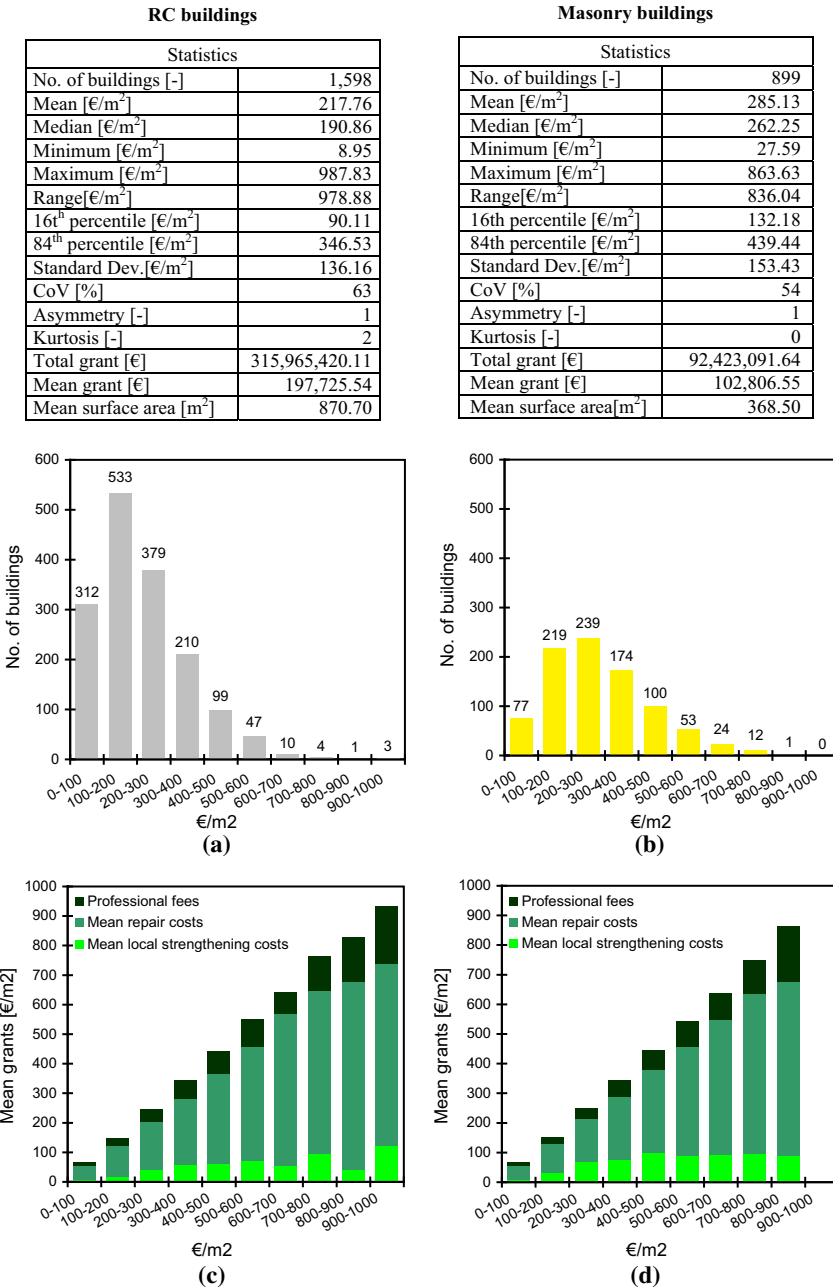 RC buildings
Statistics
No. of buildings [-] 1,598
Mean [€/m2] 217.76
Median [€/m2] 190.86
Minimum [€/m2] 8.95
Maximum [€/m2] 987.83
Range[€/m2] 978.88
16th percentile [€/m2] 90.11
84th percentile [€/m2] 346.53
Standard Dev.[€/m2] 136.16
CoV [%] 63
Asymmetry [-] 1
Kurtosis [-] 2
Total grant [€] 315,965,420.11
Mean grant [€] 197,725.54
Mean surface area [m2] 870.70
Masonry buildings
Statistics
No. of buildings [-] 899
Mean [€/m2] 285.13
Median [€/m2] 262.25
Minimum [€/m2] 27.59
Maximum [€/m2] 863.63
Range[€/m2] 836.04
16th percentile [€/m2] 132.18
84th percentile [€/m2] 439.44
Standard Dev.[€/m2] 153.43
CoV [%] 54
Asymmetry [-] 1
Kurtosis [-] 0
Total grant [€] 92,423,091.64
Mean grant [€] 102,806.55
Mean surface area[m2] 368.50
No. of buildings
600
500
400
300
200
100
0
312 533 379 210 99 47 10 4 1 3
0-100 100-200 200-300 300-400 400-500 500-600 600-700 700-800 800-900 900-1000
€/m2
(a)
No. of buildings
600
500
400
300
200
100
0
77 219 239 174 100 53 24 12 1 0
0-100 100-200 200-300 300-400 400-500 500-600 600-700 700-800 800-900 900-1000
€/m2
(b)
Mean grants [€/m2]
1000
900
800
700
600
500
400
300
200
100
0
Professional fees
Mean repair costs
Mean local strengthening costs
0-100 100-200 200-300 300-400 400-500 500-600 600-700 700-800 800-900 900-1000
€/m2
(c)
Mean grants [€/m2]
1000
900
800
700
600
500
400
300
200
100
0
Professional fees
Mean repair costs
Mean local strengthening costs
0-100 100-200 200-300 300-400 400-500 500-600 600-700 700-800 800-900 900-1000
€/m2
(d)